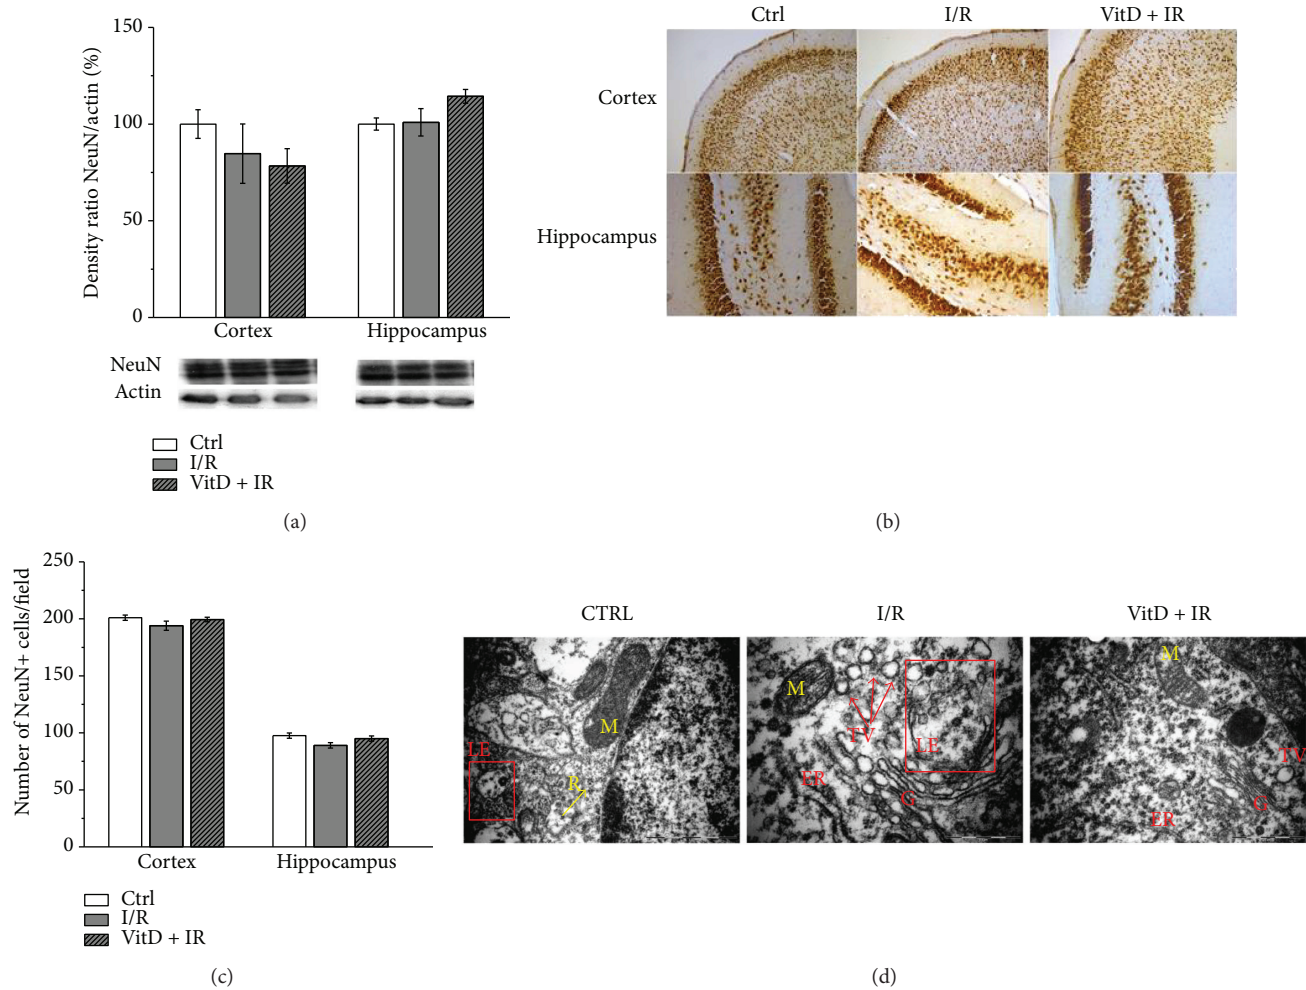 Density ratio NeuN/actin (%)
150
100
50
0
Cortex
Hippocampus
NeuN
Actin
Ctrl
I/R
VitD + IR
(a)
Ctrl
I/R
VitD + IR
Cortex
Hippocampus
(b)
Number of NeuN+ cells/field
250
200
150
100
50
0
Cortex
Hippocampus
Ctrl
I/R
VitD + IR
(c)
CTRL
I/R
VitD + IR
M
LE
R
M
TV
LE
ER
G
M
TV
G
ER
(d)